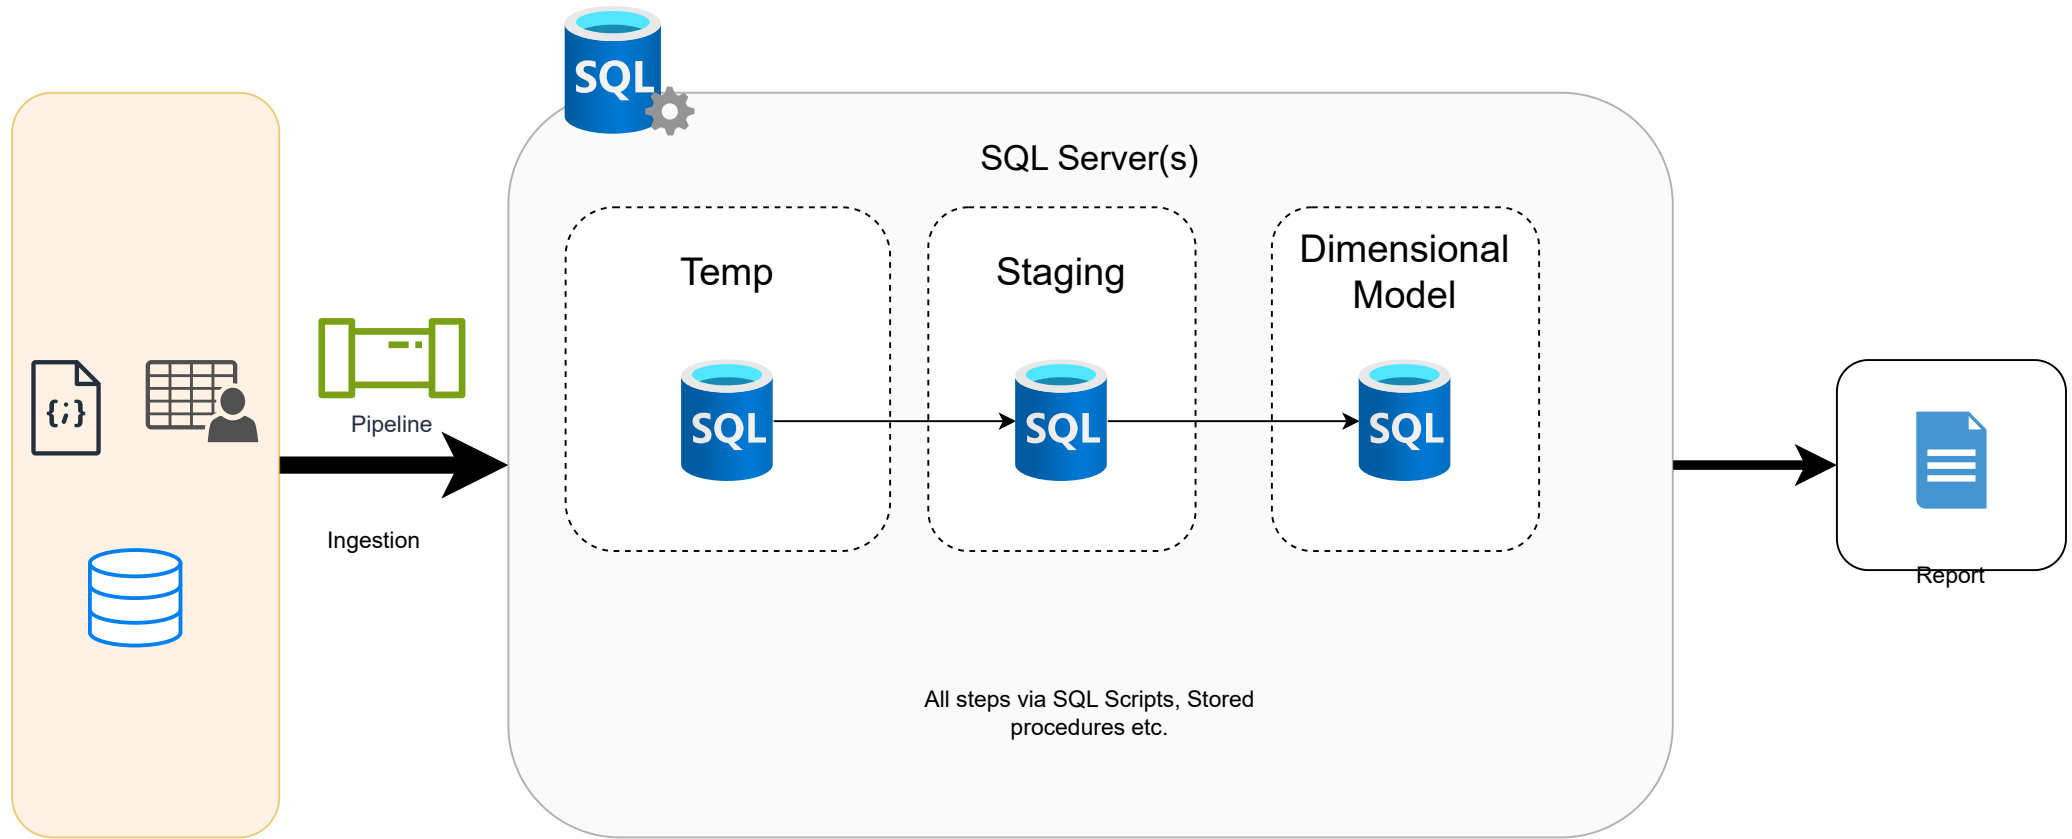 SQL
SQL Server(s)
Temp
Staging
Dimensional
Model
{;}
Pipeline
SQL
SQL
SQL
Ingestion
Report
All steps via SQL Scripts, Stored
procedures etc.